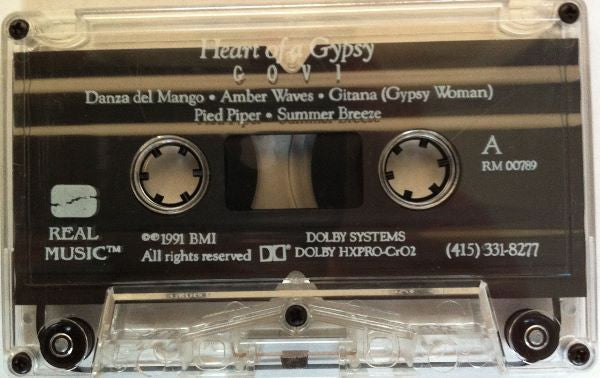 Heart of a Gypsy
GOVI
Danza del Mango • Amber Waves • Gitana (Gypsy Woman)
Pied Piper • Summer Breeze
A
RM 00789
REAL
MUSIC™
©℗1991 BMI
All rights reserved
DOLBY SYSTEMS
DOLBY HXPRO-CrO2
(415) 331-8277